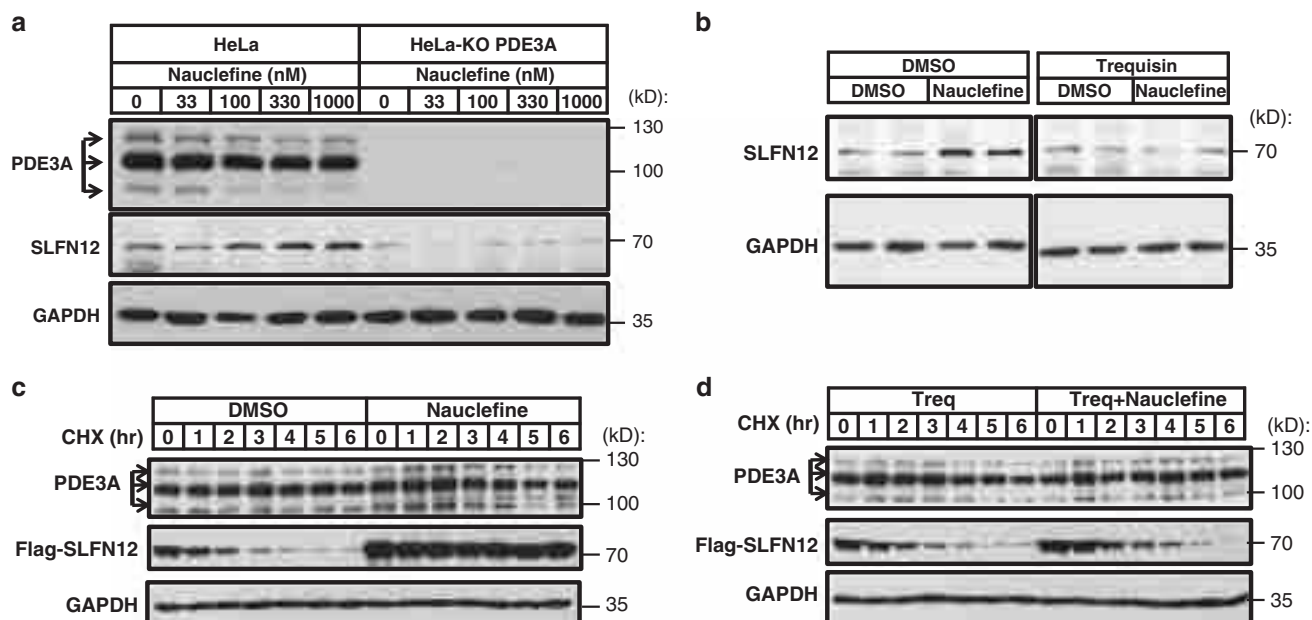 a
HeLa HeLa-KO PDE3A
Nauclefine (nM) Nauclefine (nM)
0 33 100 330 1000 0 33 100 330 1000 (kD):
PDE3A
130
100
SLFN12
70
GAPDH
35
b
DMSO Trequisin
DMSO Nauclefine DMSO Nauclefine
(kD):
SLFN12
70
GAPDH
35
c
DMSO Nauclefine
CHX (hr) 0 1 2 3 4 5 6 0 1 2 3 4 5 6 (kD):
PDE3A
130
100
Flag-SLFN12
70
GAPDH
35
d
Treq Treq+Nauclefine
CHX (hr) 0 1 2 3 4 5 6 0 1 2 3 4 5 6 (kD):
PDE3A
130
100
Flag-SLFN12
70
GAPDH
35